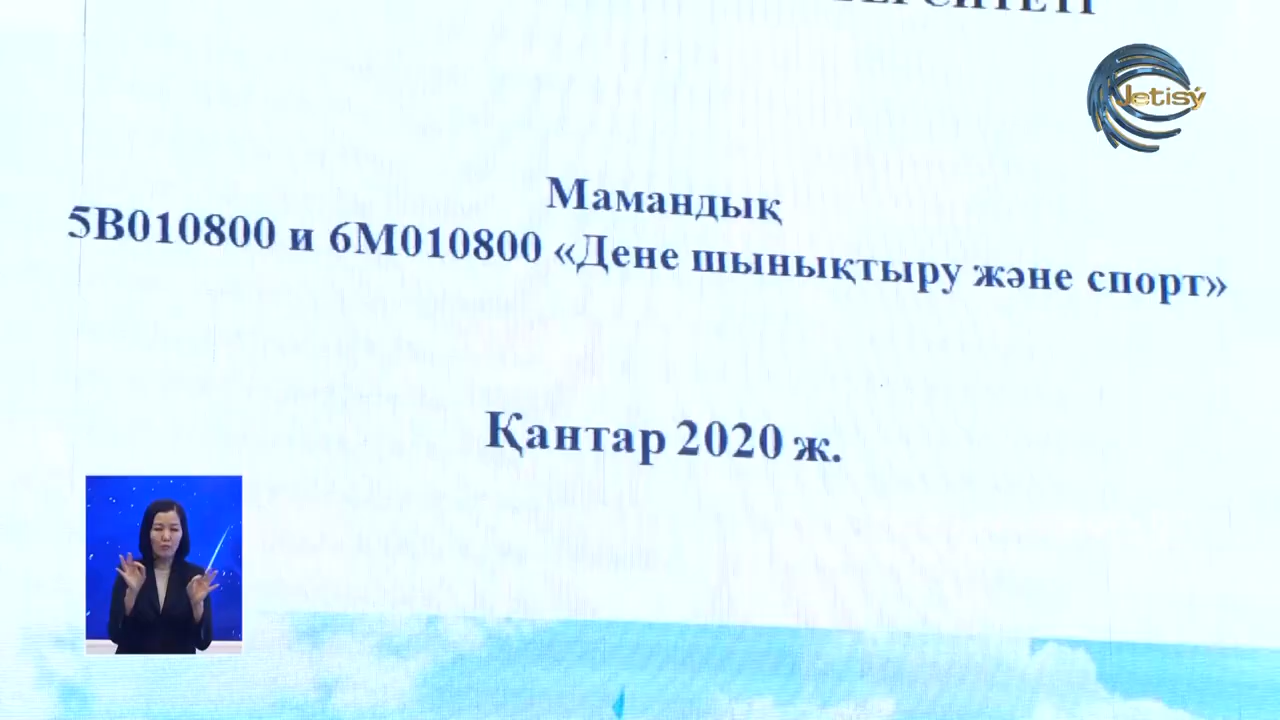 Jetisý
Мамандық
5В010800 и 6М010800 «Дене шынықтыру және спорт»
Қантар 2020 ж.